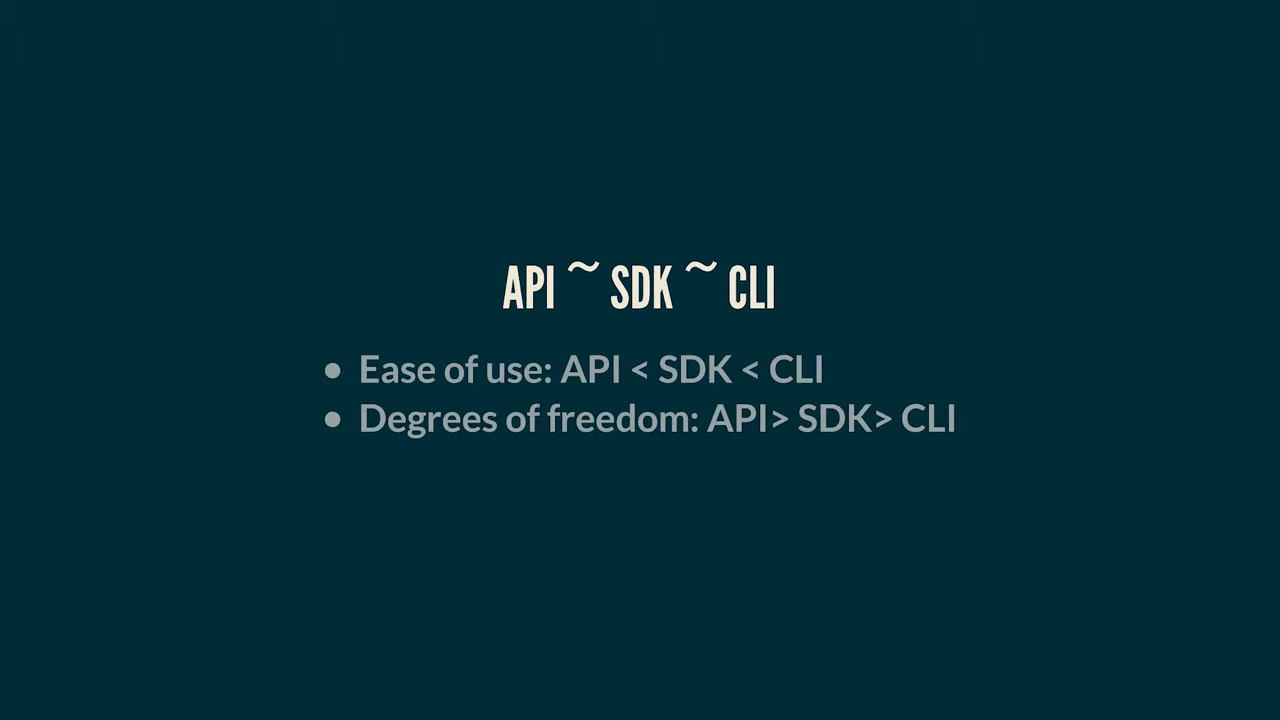 API ~ SDK ~ CLI
• Ease of use: API < SDK < CLI
• Degrees of freedom: API> SDK> CLI